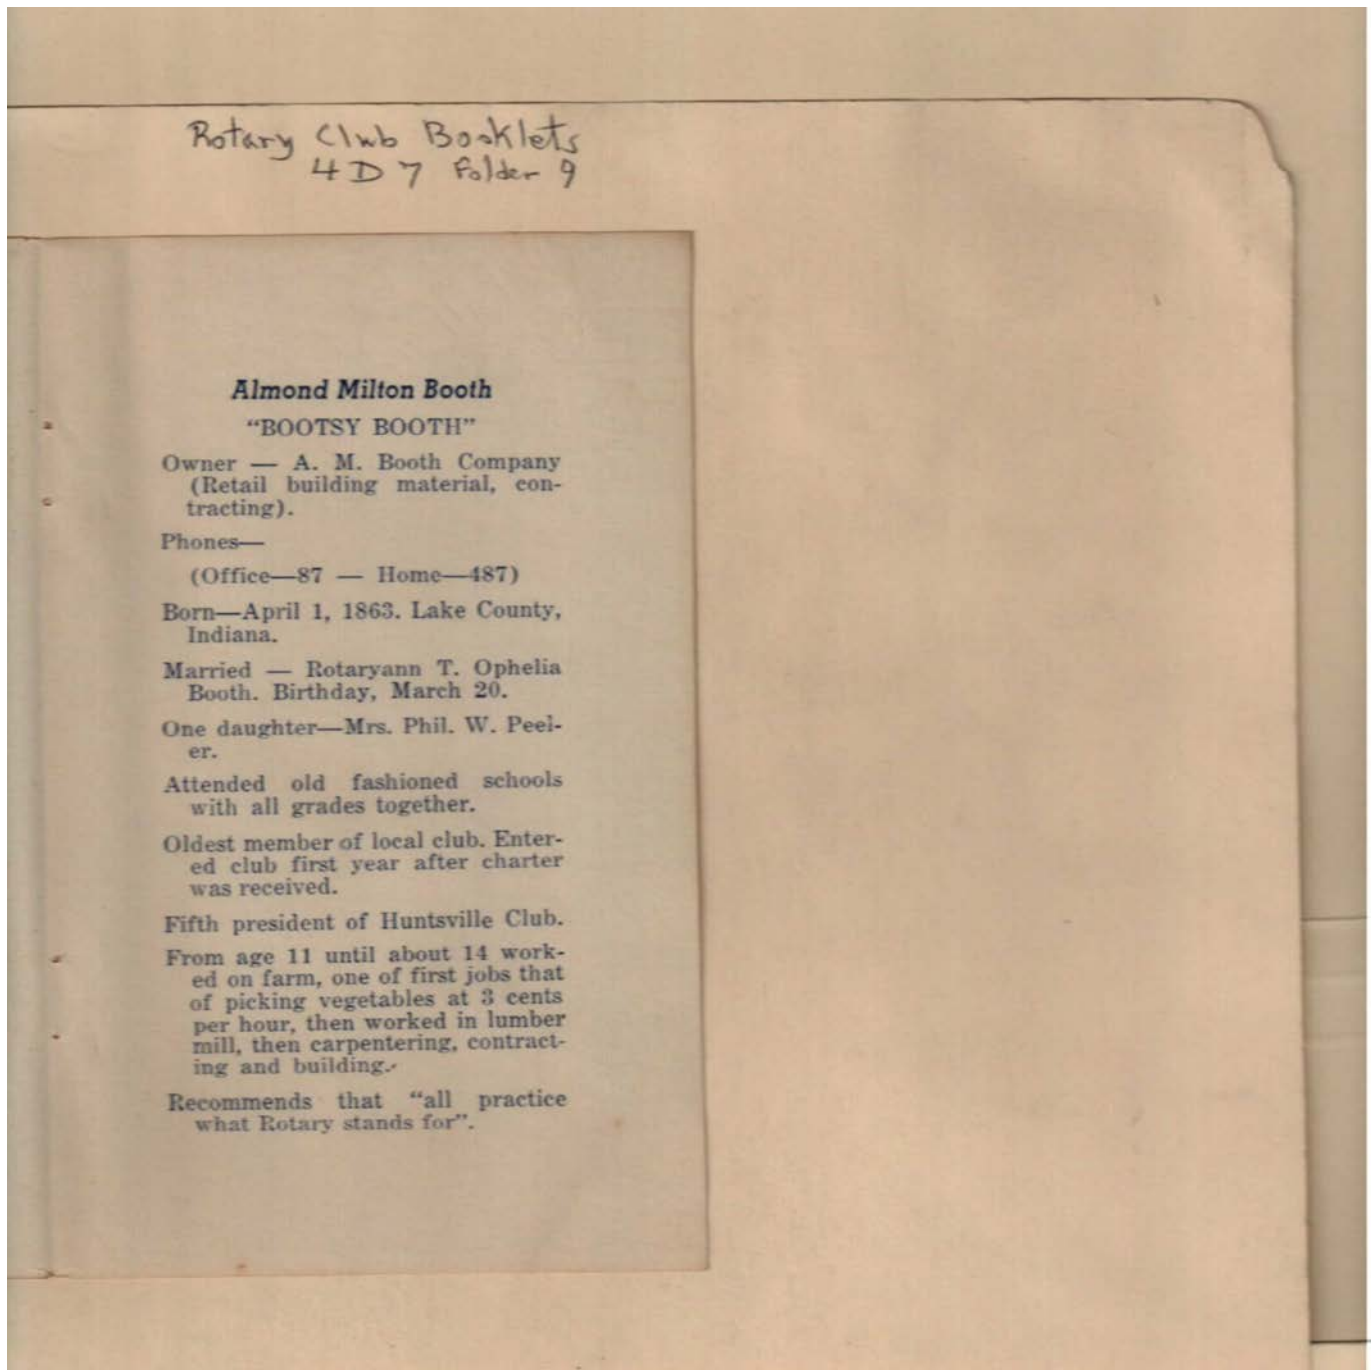 Rotary Club Booklets
4D7 Folder 9
Almond Milton Booth
“BOOTSY BOOTH”
Owner — A. M. Booth Company
(Retail building material, con-
tracting).
Phones—
(Office—87 — Home—487)
Born—April 1, 1863. Lake County,
Indiana.
Married — Rotaryann T. Ophelia
Booth. Birthday, March 20.
One daughter—Mrs. Phil. W. Peel-
er.
Attended old fashioned schools
with all grades together.
Oldest member of local club. Enter-
ed club first year after charter
was received.
Fifth president of Huntsville Club.
From age 11 until about 14 work-
ed on farm, one of first jobs that
of picking vegetables at 3 cents
per hour, then worked in lumber
mill, then carpentering, contract-
ing and building.
Recommends that “all practice
what Rotary stands for”.